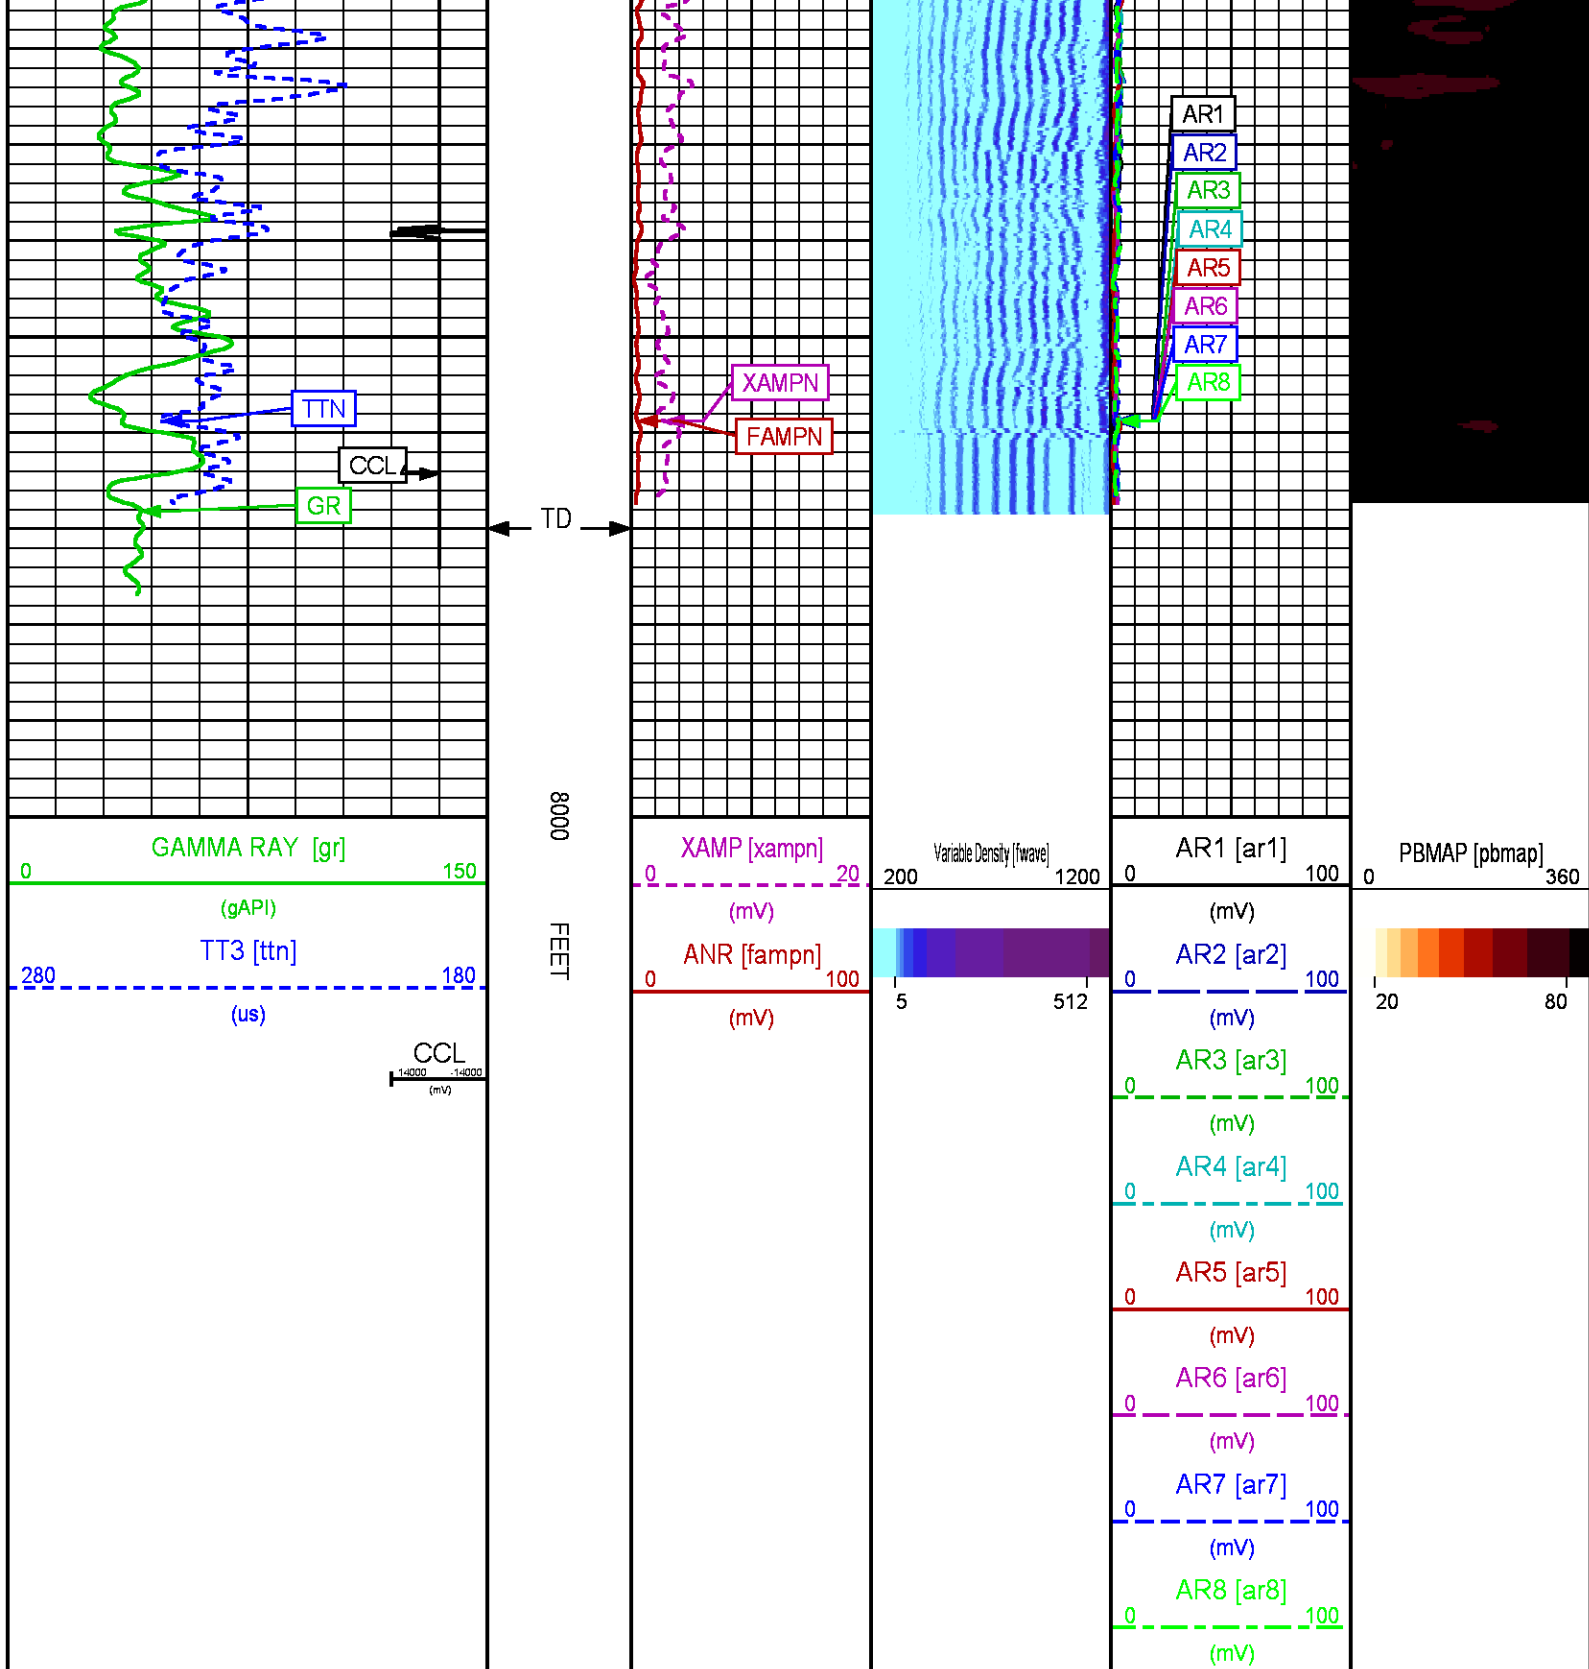 AR1
AR2
AR3
AR4
AR5
AR6
AR7
AR8
XAMPN
FAMPN
TTN
CCL
GR
TD
8000
FEET
GAMMA RAY [gr]
0 150
(gAPI)
TT3 [ttn]
280 180
(us)
CCL
14000 -14000
(mV)
XAMP [xampn]
0 20
(mV)
ANR [fampn]
0 100
(mV)
Variable Density [fwave]
200 1200
5 512
AR1 [ar1]
0 100
(mV)
AR2 [ar2]
0 100
(mV)
AR3 [ar3]
0 100
(mV)
AR4 [ar4]
0 100
(mV)
AR5 [ar5]
0 100
(mV)
AR6 [ar6]
0 100
(mV)
AR7 [ar7]
0 100
(mV)
AR8 [ar8]
0 100
(mV)
PBMAP [pbmap]
0 360
20 80